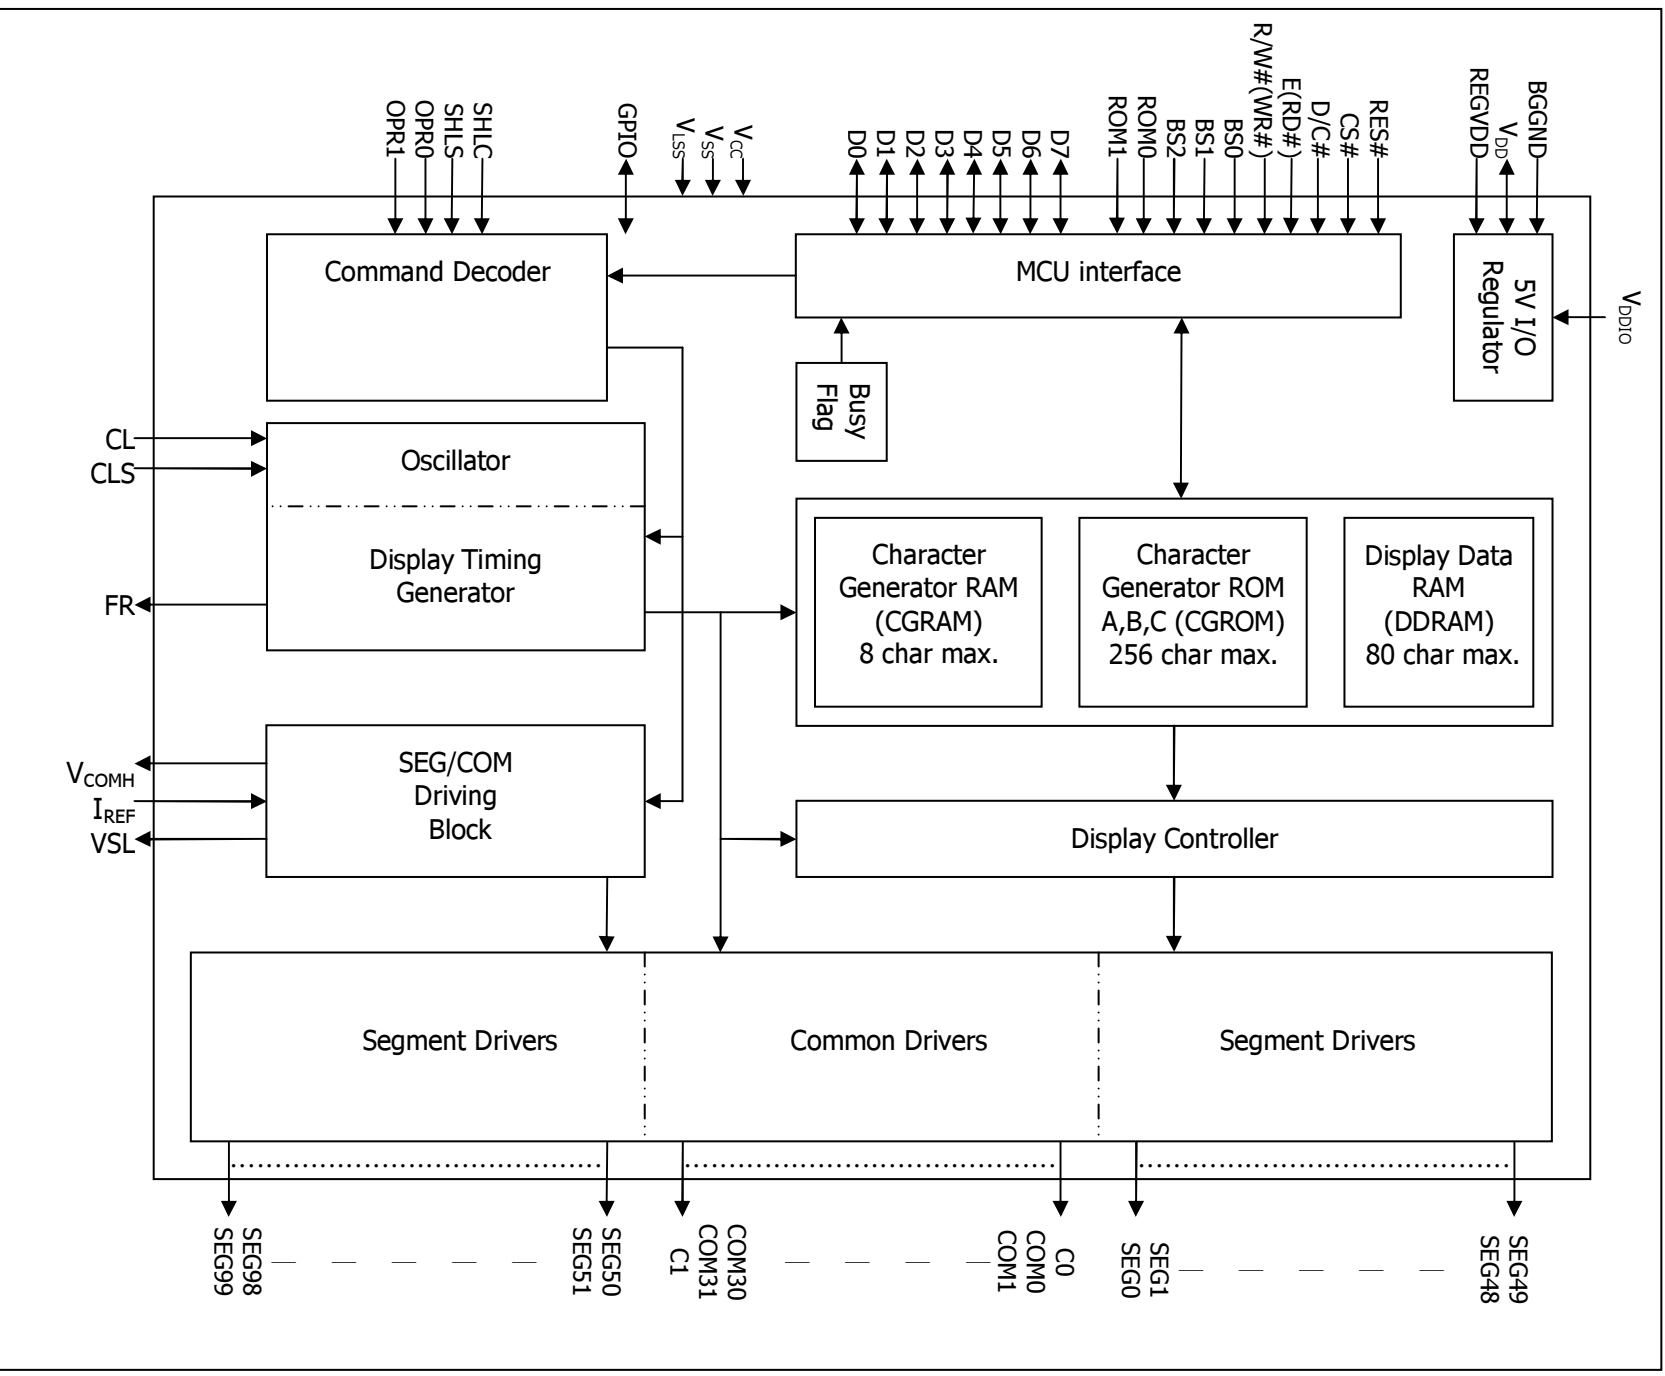 OPR1
OPR0
SHLS
SHLC
GPIO
VLSS
VSS
VCC
D0
D1
D2
D3
D4
D5
D6
D7
ROM1
ROM0
BS2
BS1
BS0
R/W#(WR#)
E(RD#)
D/C#
CS#
RES#
REGVDD
VDD
BGGND
Command Decoder
MCU interface
5V I/O
Regulator
VDDIO
Busy
Flag
CL
CLS
Oscillator
Display Timing
Generator
FR
Character
Generator RAM
(CGRAM)
8 char max.
Character
Generator ROM
A,B,C (CGROM)
256 char max.
Display Data
RAM
(DDRAM)
80 char max.
VCOMH
IREF
VSL
SEG/COM
Driving
Block
Display Controller
Segment Drivers
Common Drivers
Segment Drivers
SEG99
SEG98
SEG51
SEG50
C1
COM31
COM30
COM1
COM0
C0
SEG0
SEG1
SEG48
SEG49